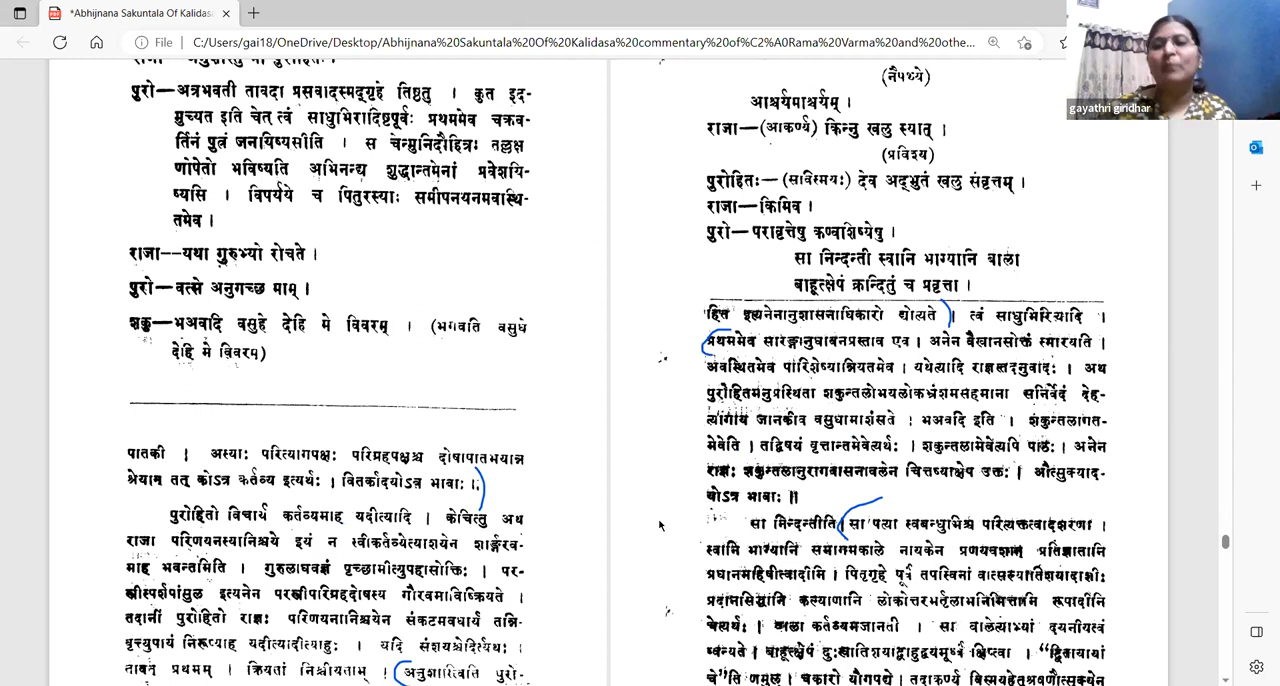 *Abhijnana Sakuntala Of Kalidas
File
C:/Users/gai18/OneDrive/Desktop/Abhijnana%20Sakuntala%20Of%20Kalidasa%20commentary%20of%C2%A0Rama%20Varma%20and%20othe...
gayathri giridhar
पुरो—अत्रभवती तावदा प्रसवादस्मद्गृहे तिष्ठतु । कुत इद-
मुच्यत इति चेत् त्वं साधुभिरादिष्टपूर्वः प्रथममेव चक्रव-
र्तिनं पुत्रं जनयिष्यसीति । स चेन्मुनिदौहित्रः तल्लक्ष
णोपेतो भविष्यति अभिनन्द्य शुद्धान्तमेनां प्रवेशयि-
ष्यसि । विपर्यये च पितुरस्याः समीपनयनमवस्थि-
तमेव ।
राजा--यथा गुरुभ्यो रोचते ।
पुरो—वत्से अनुगच्छ माम् ।
शकु—भअवदि वसुहे देहि मे विवरम् । (भगवति वसुधे
देहि मे विवरम्)
पातकी । अस्याः परित्यागपक्षः परिग्रहपक्षश्च दोषापातभयान्न
श्रेयान् तत् कोऽत्र कर्तव्य इत्यर्थः । वितर्कादयोऽत्र भावाः ।
पुरोहितो विचार्य कर्तव्यमाह यदीत्यादि । केचित्तु अथ
राजा परिणयनस्यानिश्चये इयं न स्वीकर्तव्येत्याशयेन शार्ङ्गरव-
माह भवन्तमिति । गुरुलाघवज्ञं पृच्छामीत्युपहासोक्तिः । पर-
स्त्रीस्पर्शपांसुल इत्यनेन परस्त्रीपरिग्रहदोषस्य गौरवमाविष्क्रियते ।
तदानीं पुरोहितो राज्ञः परिणयनानिश्चयेन संकटमवधार्य तन्नि-
वृत्त्युपायं निरूप्याह यदीत्यादीत्याहुः । यदि संशयश्चेदित्यर्थः ।
तावत् प्रथमम् । क्रियतां निश्चीयताम् । अनुशास्त्विति पुरो-
(नैपथ्ये)
आश्चर्यमाश्चर्यम् ।
राजा—(आकर्ण्य) किन्नु खलु स्यात् ।
(प्रविश्य)
पुरोहितः—(सविस्मयः) देव अद्भुतं खलु संवृत्तम् ।
राजा—किमिव ।
पुरो—परावृत्तेषु कण्वशिष्येषु ।
सा निन्दन्ती स्वानि भाग्यानि बाला
बाहूत्क्षेपं क्रन्दितुं च प्रवृत्ता ।
हित इत्यनेनानुशासनाधिकारो द्योत्यते । त्वं साधुभिरित्यादि ।
प्रथममेव सारङ्गानुधावनप्रस्ताव एव । अनेन वैखानसोक्तं स्मारयति ।
अवस्थितमेव पारिशेष्यान्नियतमेव । यथेत्यादि राज्ञस्तदनुवादः । अथ
पुरोहितमनुप्रस्थिता शकुन्तलोभयलोकभ्रंशमसहमाना सनिर्वेदं देह-
त्यागाय जानकीव वसुधामाशंसते । भअवदि इति । शकुन्तलागत-
मेवेति । तद्विषयं वृत्तान्तमेवेत्यर्थः । शकुन्तलामेवेत्यपि पाठः । अनेन
राज्ञः शकुन्तलानुरागवासनाबलेन चित्तव्याक्षेप उक्तः । औत्सुक्याद-
योऽत्र भावाः ॥
सा निन्दन्तीति । सा पत्या स्वबन्धुभिश्च परित्यक्तत्वादशरणा ।
स्वानि भाग्यानि समागमकाले नायकेन प्रणयवशात् प्रतिज्ञातानि
प्रधानमहिषीत्वादीनि । पितृगृहे पूर्वं तपस्विनां वात्सल्यातिशयादाशीः
प्रदानसिद्धानि कल्याणानि लोकोत्तरभर्तृलाभनिमित्तानि रूपादीनि
चेत्यर्थः । बाला कर्तव्यमजानती । सा बालेत्याभ्यां दयनीयत्वं
ध्वन्यते । बाहूत्क्षेपं दुःखातिशयाद्बाहुद्वयमूर्ध्वं क्षिप्त्वा । "द्वितीयायां
चे"ति णमुल् । चकारो यौगपद्ये । तदाकर्ण्य विस्मयहेतुश्रवणौत्सुक्येन